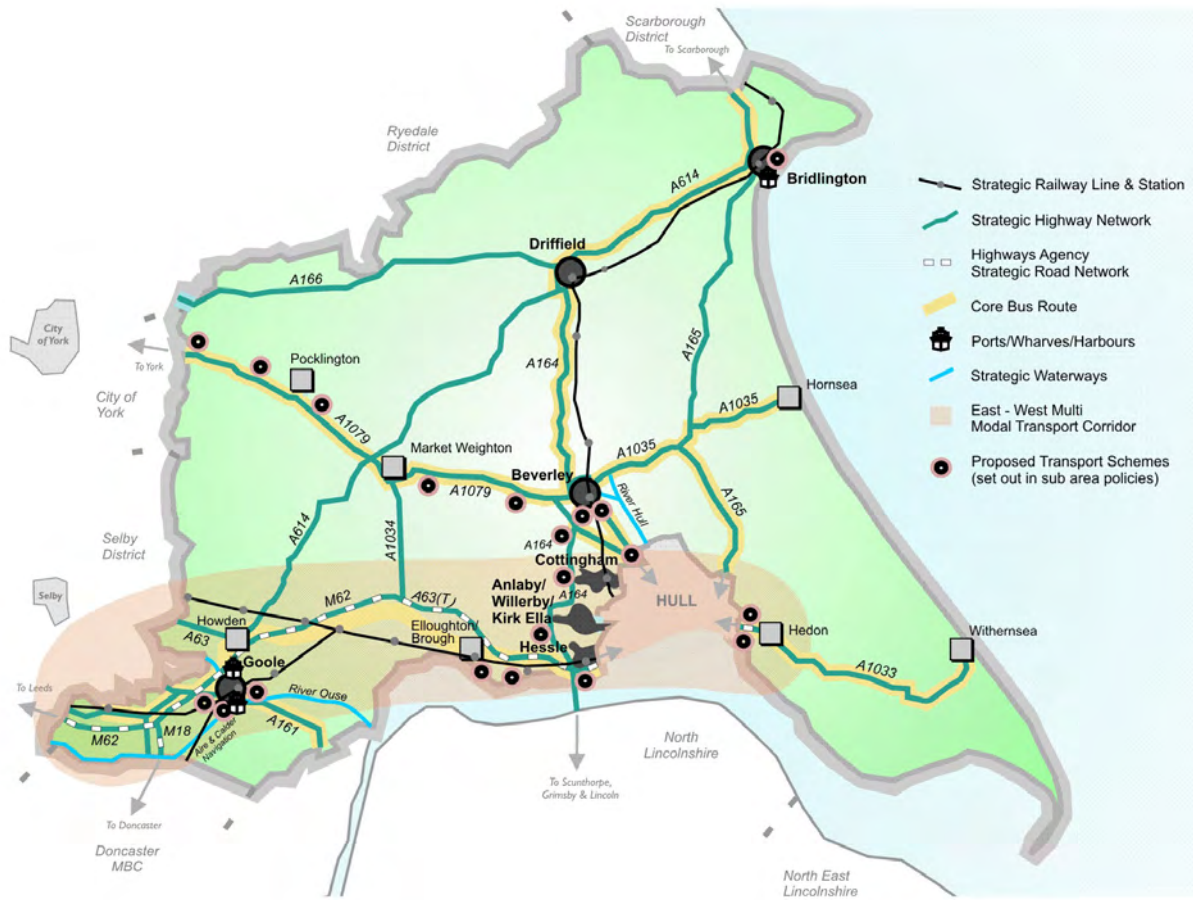 Scarborough
District
To Scarborough
Ryedale
District
A614
Bridlington
Driffield
A166
City
of York
To York
Pocklington
A164
A165
City of
York
A1079
Hornsea
A1035
Market Weighton
A1035
Beverley
A1079
River Hull
A165
A614
A1034
Selby
District
A164
Cottingham
Anlaby/
Willerby/
Kirk Ella
A164
HULL
Selby
M62
A63(T)
Howden
A63
Elloughton/
Brough
Hessle
Hedon
Withernsea
Goole
A1033
To Leeds
River Ouse
A161
M62
M18
Aire & Calder
Navigation
North
Lincolnshire
To Scunthorpe,
Grimsby & Lincoln
To Doncaster
Doncaster
MBC
North East
Lincolnshire
Strategic Railway Line & Station
Strategic Highway Network
Highways Agency
Strategic Road Network
Core Bus Route
Ports/Wharves/Harbours
Strategic Waterways
East - West Multi
Modal Transport Corridor
Proposed Transport Schemes
(set out in sub area policies)